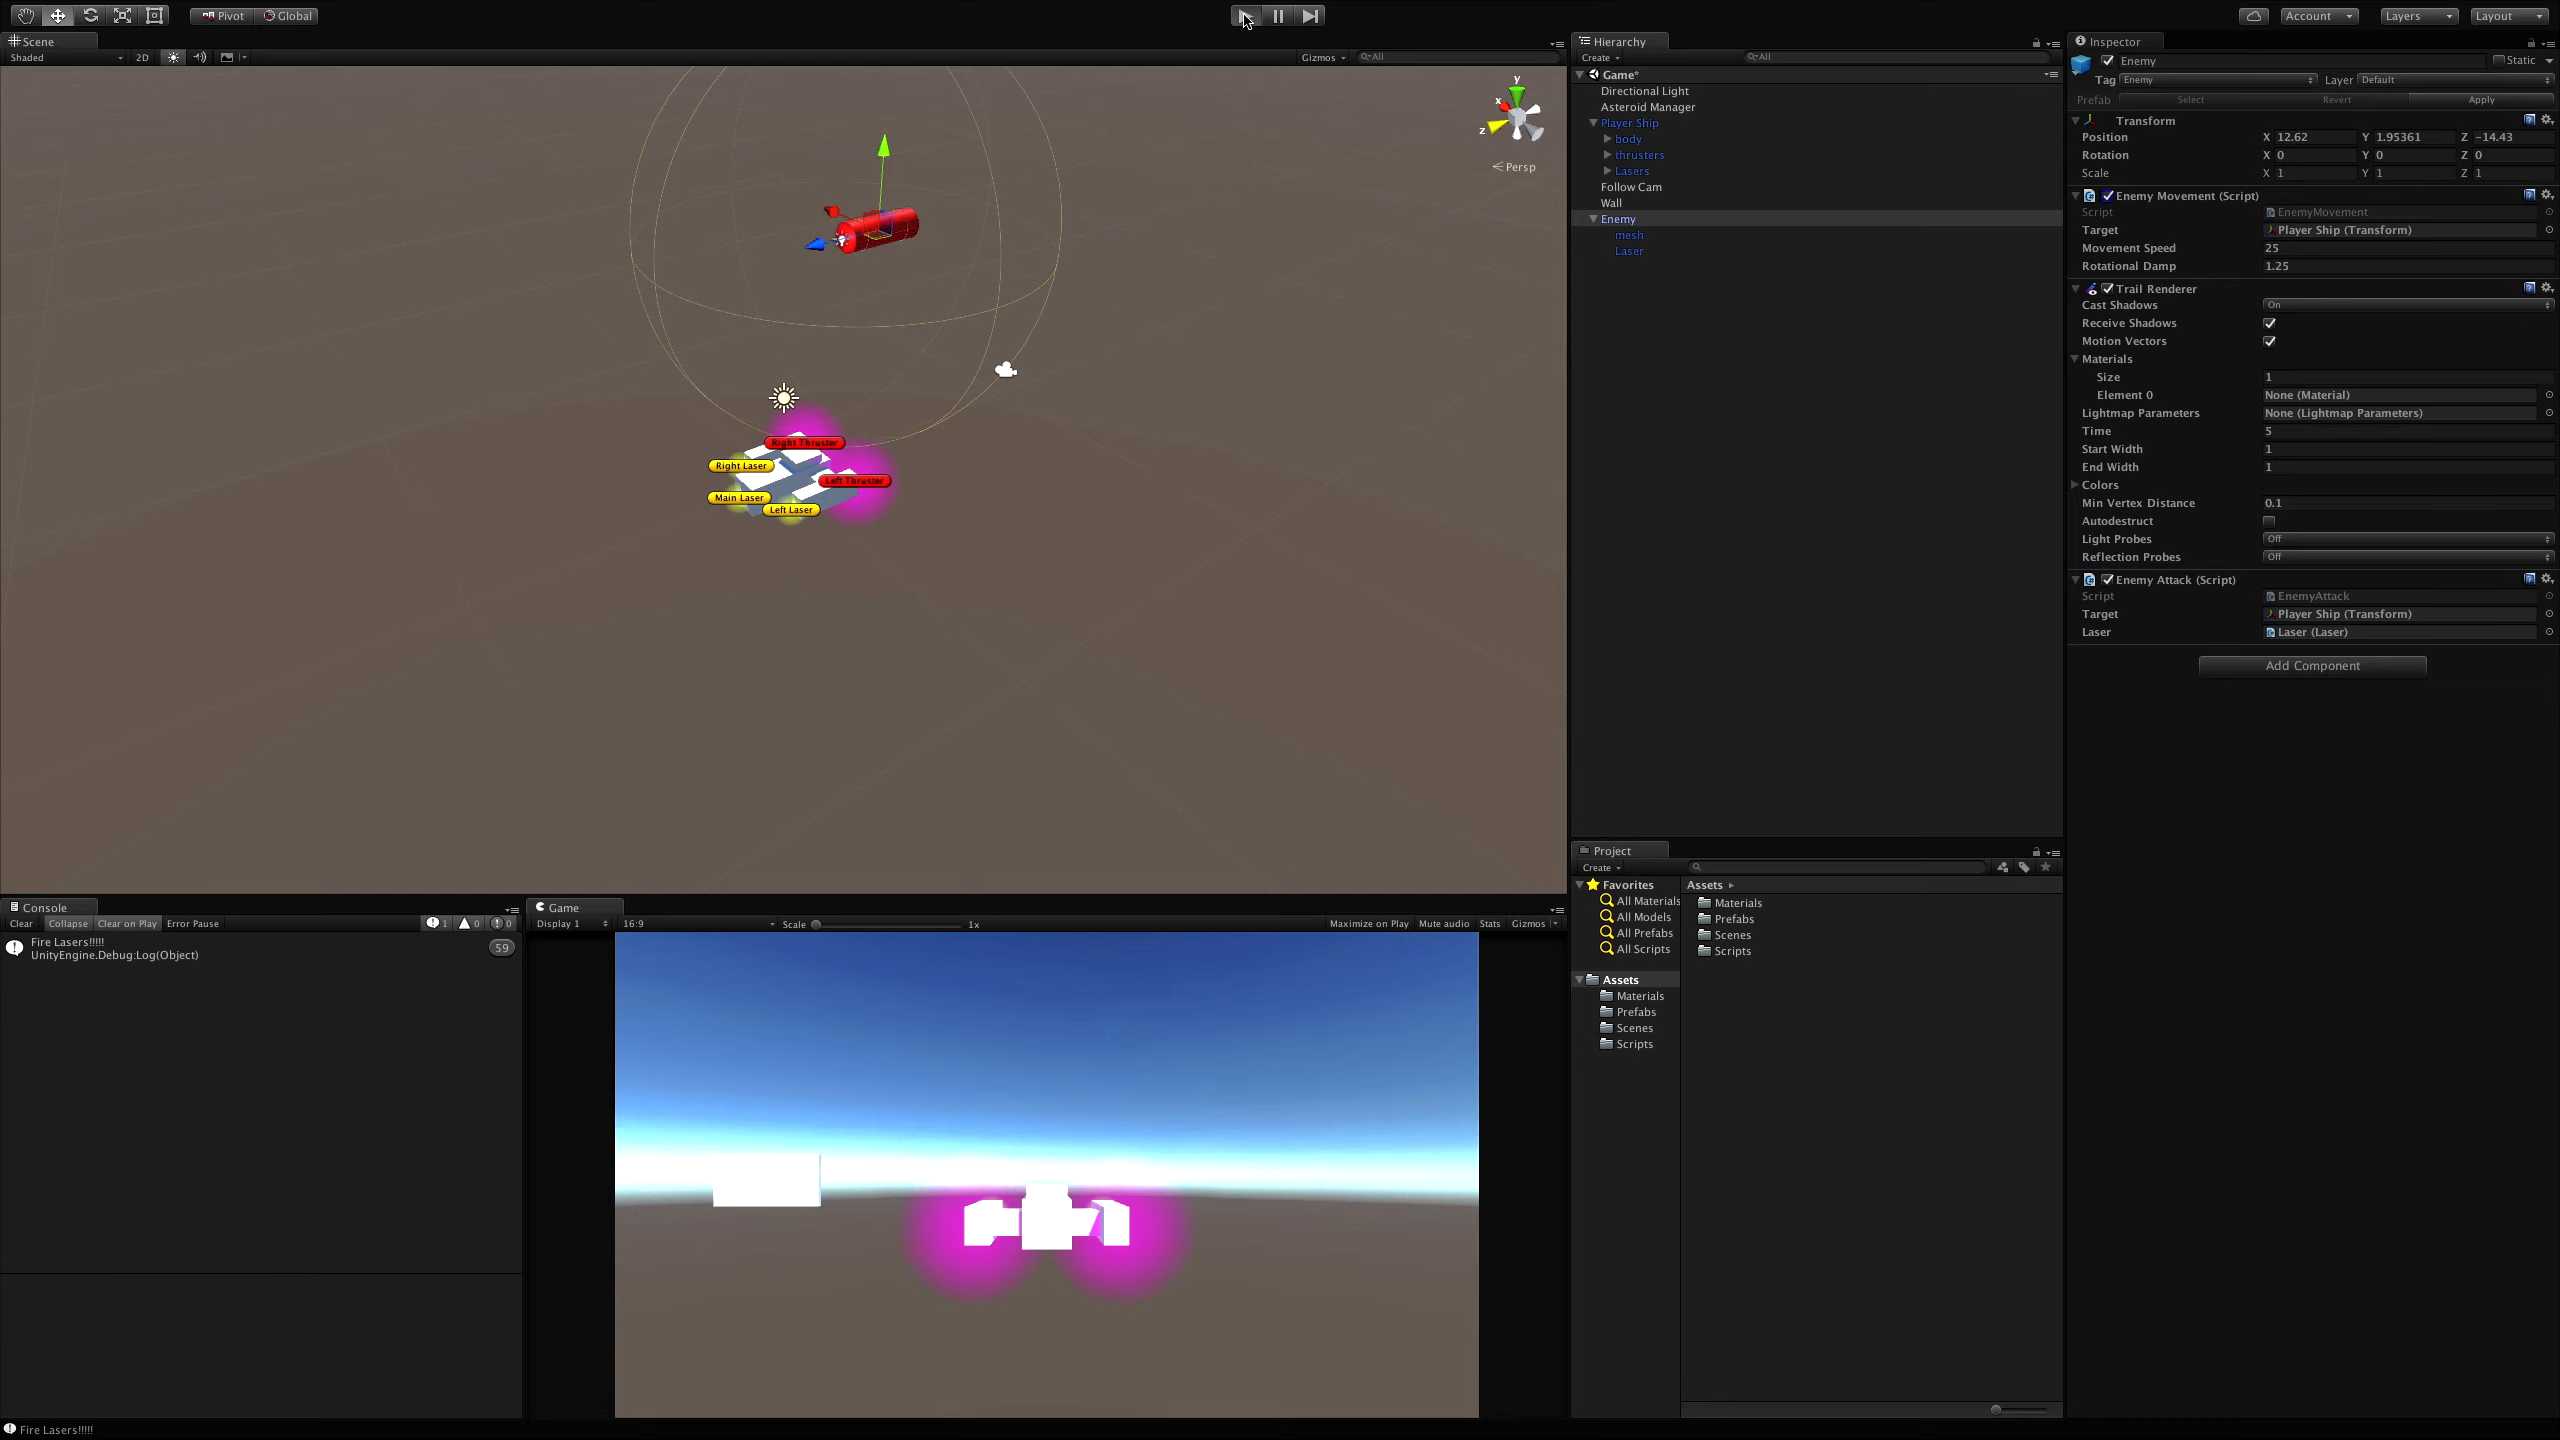 Pivot
Global
Account
Layers
Layout
Scene
Shaded
2D
Gizmos
All
y
x
z
Persp
Right Thruster
Right Laser
Left Thruster
Main Laser
Left Laser
Hierarchy
Create
All
Game*
Directional Light
Asteroid Manager
Player Ship
body
thrusters
Lasers
Follow Cam
Wall
Enemy
mesh
Laser
Inspector
Enemy
Static
Tag Enemy Layer Default
Prefab Select Revert Apply
Transform
Position X 12.62 Y 1.95361 Z -14.43
Rotation X 0 Y 0 Z 0
Scale X 1 Y 1 Z 1
Enemy Movement (Script)
Script EnemyMovement
Target Player Ship (Transform)
Movement Speed 25
Rotational Damp 1.25
Trail Renderer
Cast Shadows On
Receive Shadows
Motion Vectors
Materials
Size 1
Element 0 None (Material)
Lightmap Parameters None (Lightmap Parameters)
Time 5
Start Width 1
End Width 1
Colors
Min Vertex Distance 0.1
Autodestruct
Light Probes Off
Reflection Probes Off
Enemy Attack (Script)
Script EnemyAttack
Target Player Ship (Transform)
Laser Laser (Laser)
Add Component
Console
Clear Collapse Clear on Play Error Pause 1 0 0
Fire Lasers!!!!!
UnityEngine.Debug:Log(Object)
59
Game
Display 1 16:9 Scale 1x Maximize on Play Mute audio Stats Gizmos
Project
Create
Favorites
All Materials
All Models
All Prefabs
All Scripts
Assets
Materials
Prefabs
Scenes
Scripts
Assets
Materials
Prefabs
Scenes
Scripts
Fire Lasers!!!!!